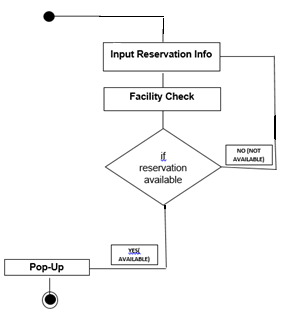 Input Reservation Info
Facility Check
if
reservation
available
NO (NOT
AVAILABLE)
YES(
AVAILABLE)
Pop-Up